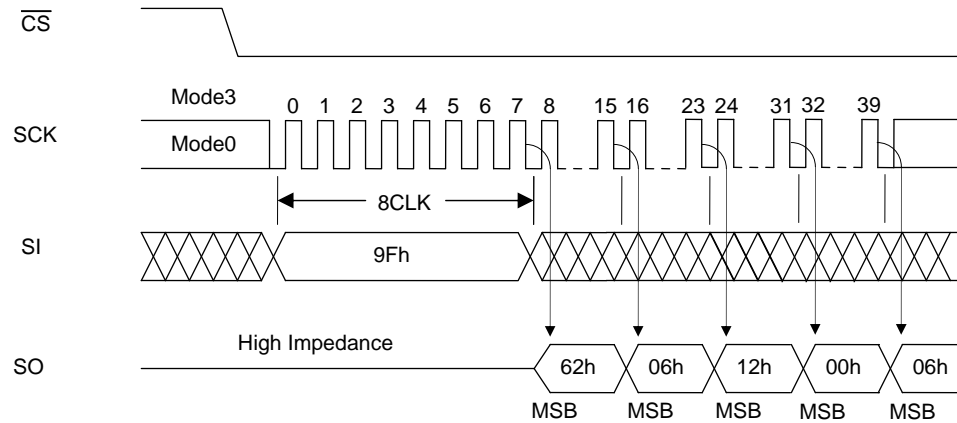 CS
Mode3
0 1 2 3 4 5 6 7 8 15 16 23 24 31 32 39
SCK
Mode0
8CLK
SI
9Fh
High Impedance
SO
62h 06h 12h 00h 06h
MSB MSB MSB MSB MSB